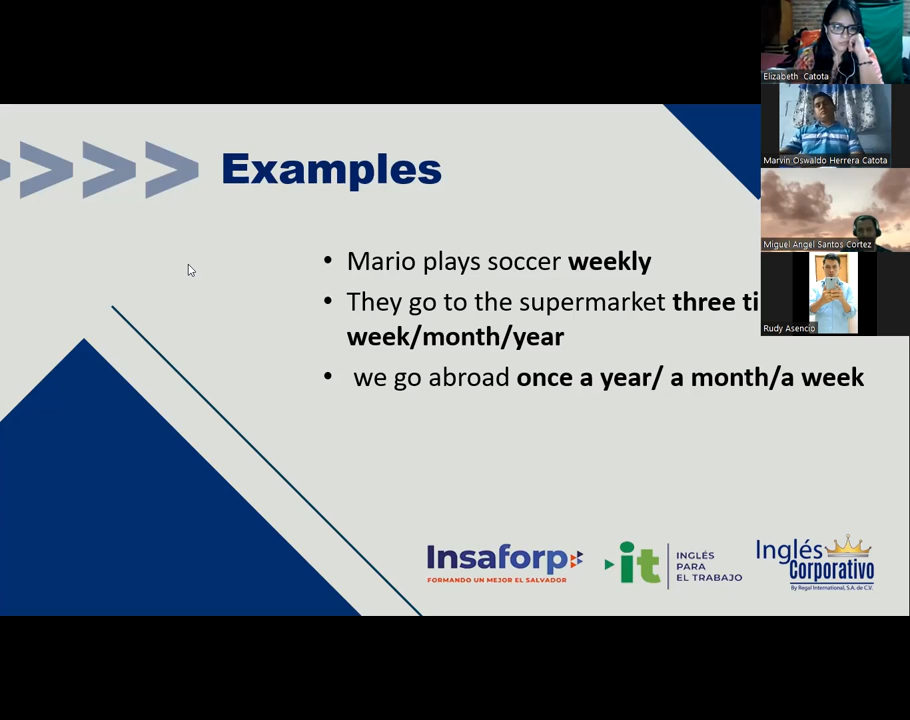 Elizabeth Catota
Marvin Oswaldo Herrera Catota
Miguel Angel Santos Cortez
Rudy Asencio
>>>> Examples
• Mario plays soccer weekly
• They go to the supermarket three
week/month/year
• we go abroad once a year/ a month/a week
Insaforp
FORMANDO UN MEJOR EL SALVADOR
it
INGLÉS
PARA
EL TRABAJO
Inglés
Corporativo
By Regal International, S.A. de C.V.